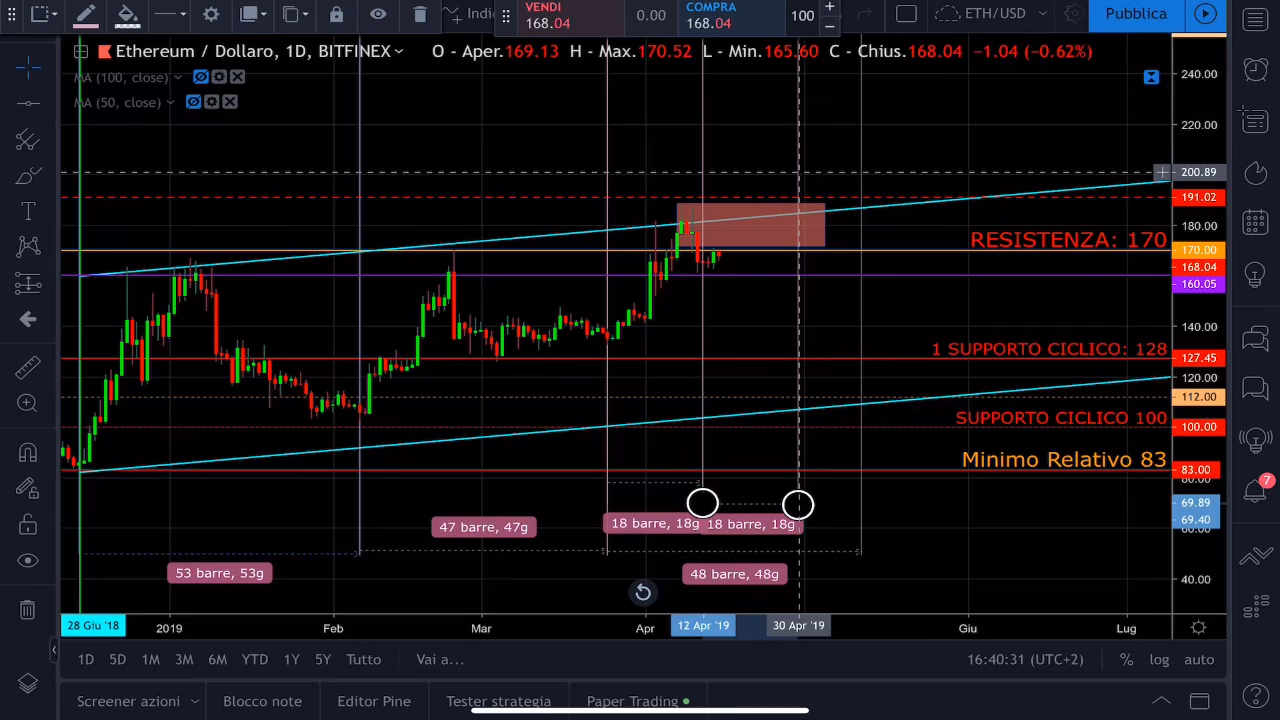 Indi
VENDI
168.04
0.00
COMPRA
168.04
100
ETH/USD
Pubblica
Ethereum / Dollaro, 1D, BITFINEX
O - Aper.169.13 H - Max.170.52 L - Min.165.60 C - Chius.168.04 −1.04 (−0.62%)
MA (100, close)
MA (50, close)
240.00
220.00
200.89
191.02
180.00
RESISTENZA: 170
170.00
168.04
160.05
140.00
1 SUPPORTO CICLICO: 128
127.45
120.00
112.00
SUPPORTO CICLICO 100
100.00
Minimo Relativo 83
83.00
80.00
69.89
69.40
40.00
47 barre, 47g
18 barre, 18g
18 barre, 18g
53 barre, 53g
48 barre, 48g
7
28 Giu '18
2019
Feb
Mar
Apr
12 Apr '19
30 Apr '19
Giu
Lug
1D 5D 1M 3M 6M YTD 1Y 5Y Tutto Vai a...
16:40:31 (UTC+2) % log auto
Screener azioni
Blocco note
Editor Pine
Tester strategia
Paper Trading